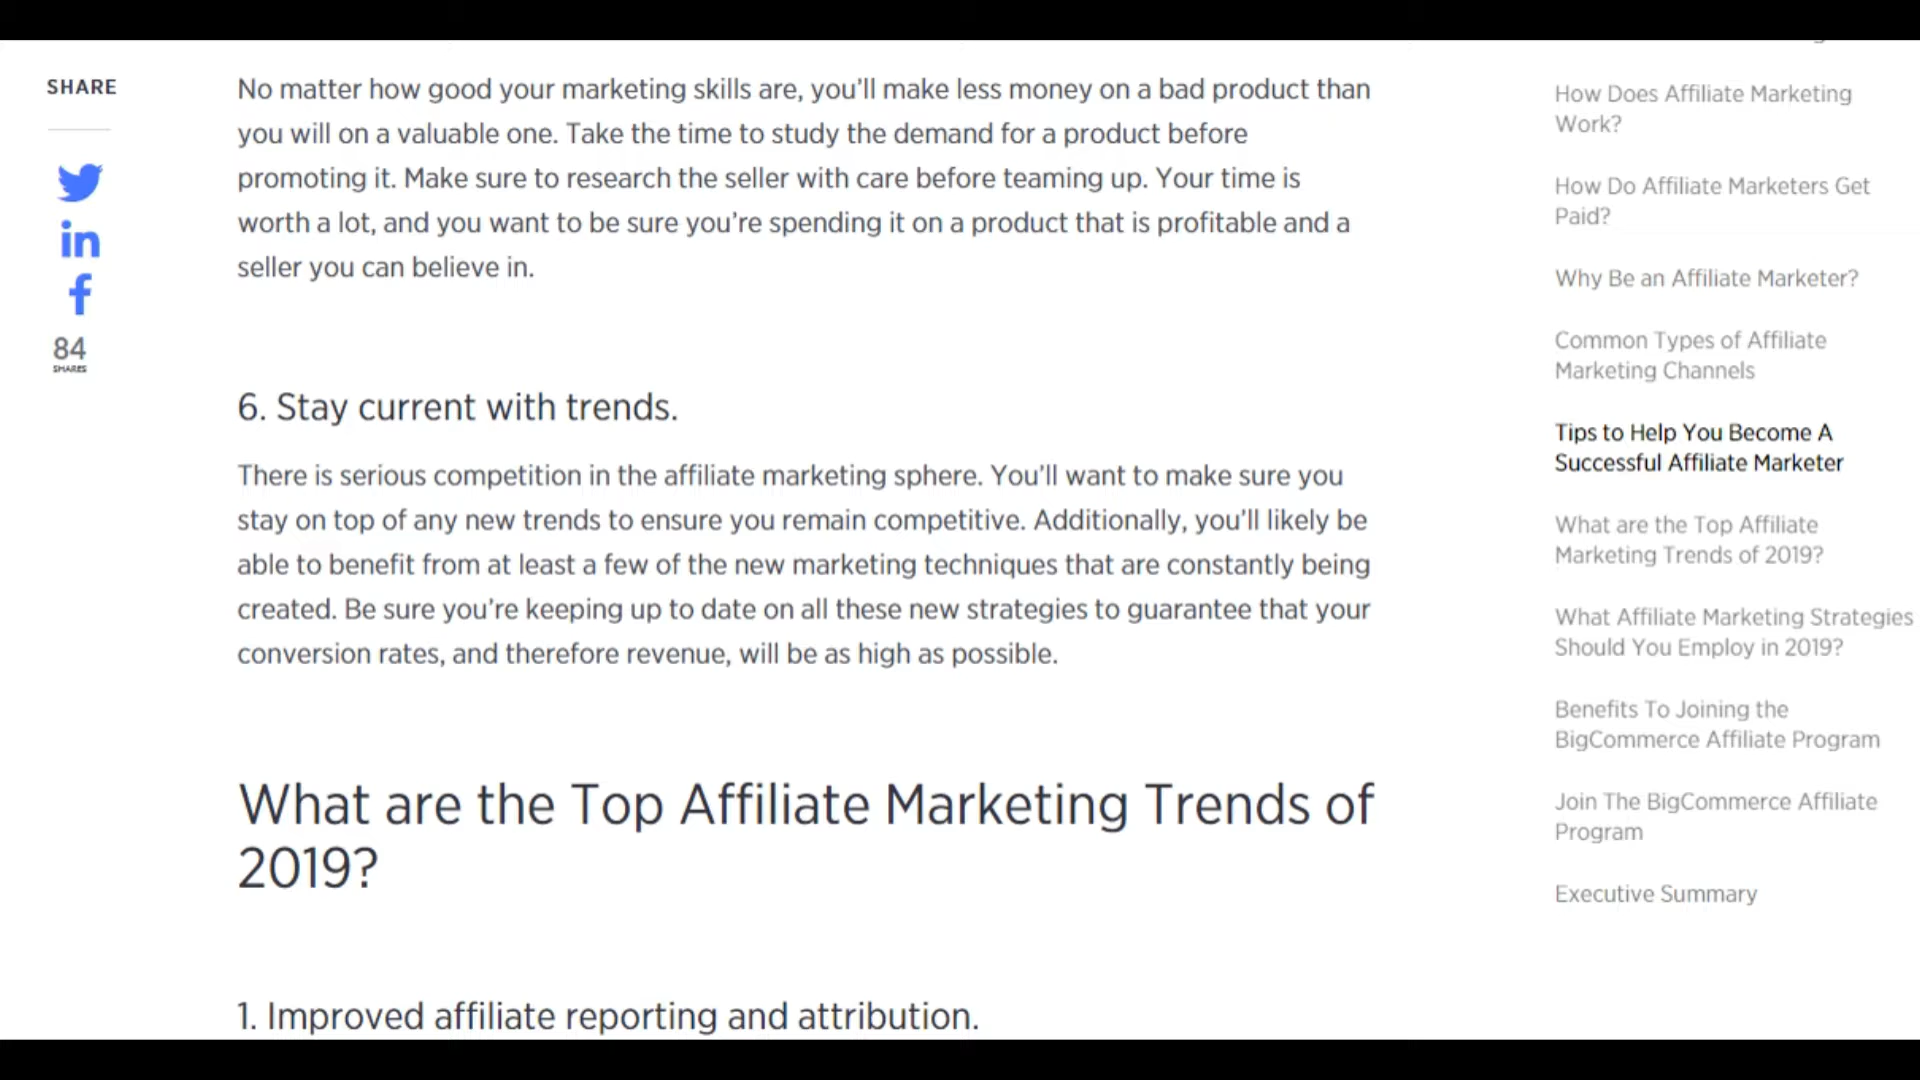 SHARE
84
SHARES
No matter how good your marketing skills are, you’ll make less money on a bad product than
you will on a valuable one. Take the time to study the demand for a product before
promoting it. Make sure to research the seller with care before teaming up. Your time is
worth a lot, and you want to be sure you’re spending it on a product that is profitable and a
seller you can believe in.
6. Stay current with trends.
There is serious competition in the affiliate marketing sphere. You’ll want to make sure you
stay on top of any new trends to ensure you remain competitive. Additionally, you’ll likely be
able to benefit from at least a few of the new marketing techniques that are constantly being
created. Be sure you’re keeping up to date on all these new strategies to guarantee that your
conversion rates, and therefore revenue, will be as high as possible.
What are the Top Affiliate Marketing Trends of
2019?
1. Improved affiliate reporting and attribution.
How Does Affiliate Marketing
Work?
How Do Affiliate Marketers Get
Paid?
Why Be an Affiliate Marketer?
Common Types of Affiliate
Marketing Channels
Tips to Help You Become A
Successful Affiliate Marketer
What are the Top Affiliate
Marketing Trends of 2019?
What Affiliate Marketing Strategies
Should You Employ in 2019?
Benefits To Joining the
BigCommerce Affiliate Program
Join The BigCommerce Affiliate
Program
Executive Summary